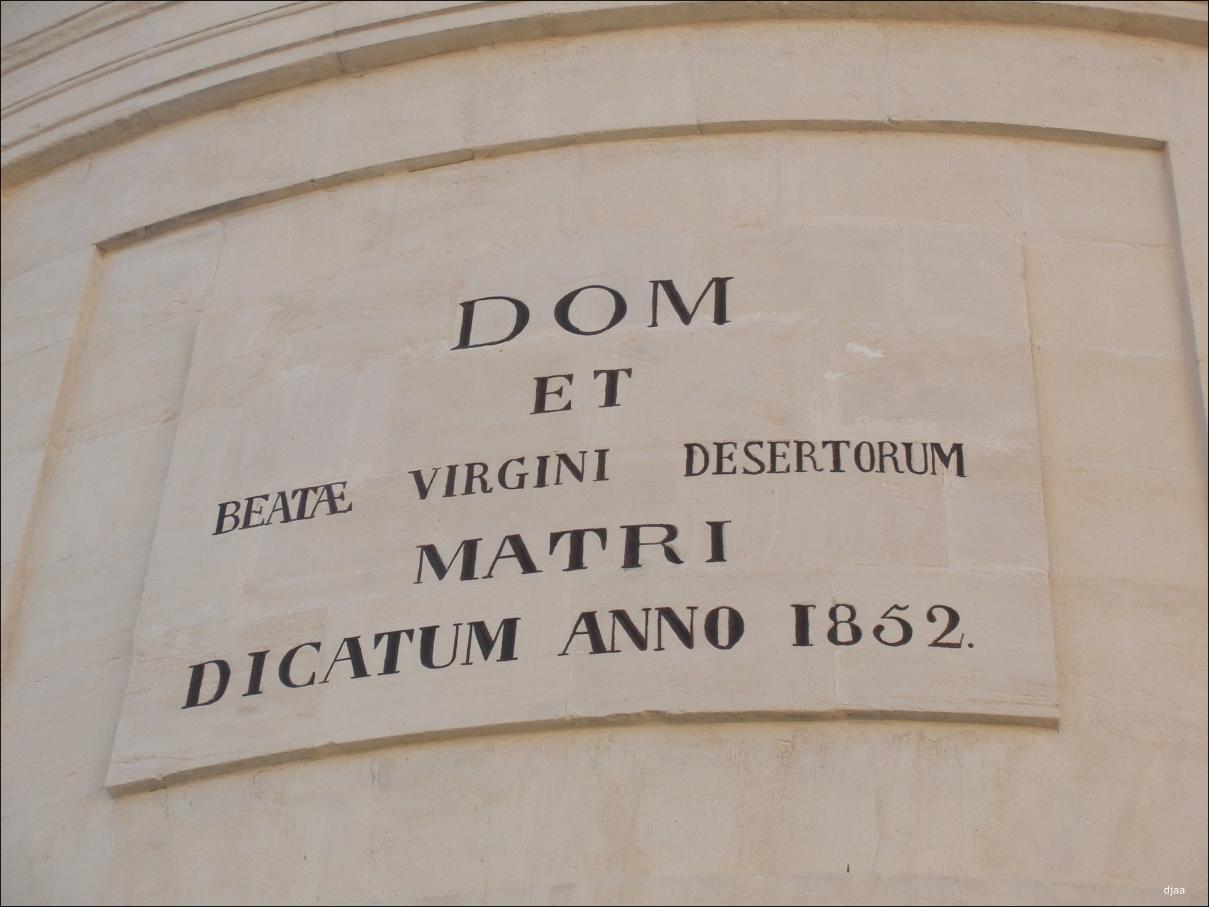 DOM
ET
BEATÆ VIRGINI DESERTORUM
MATRI
DICATUM ANNO 1852.
djaa